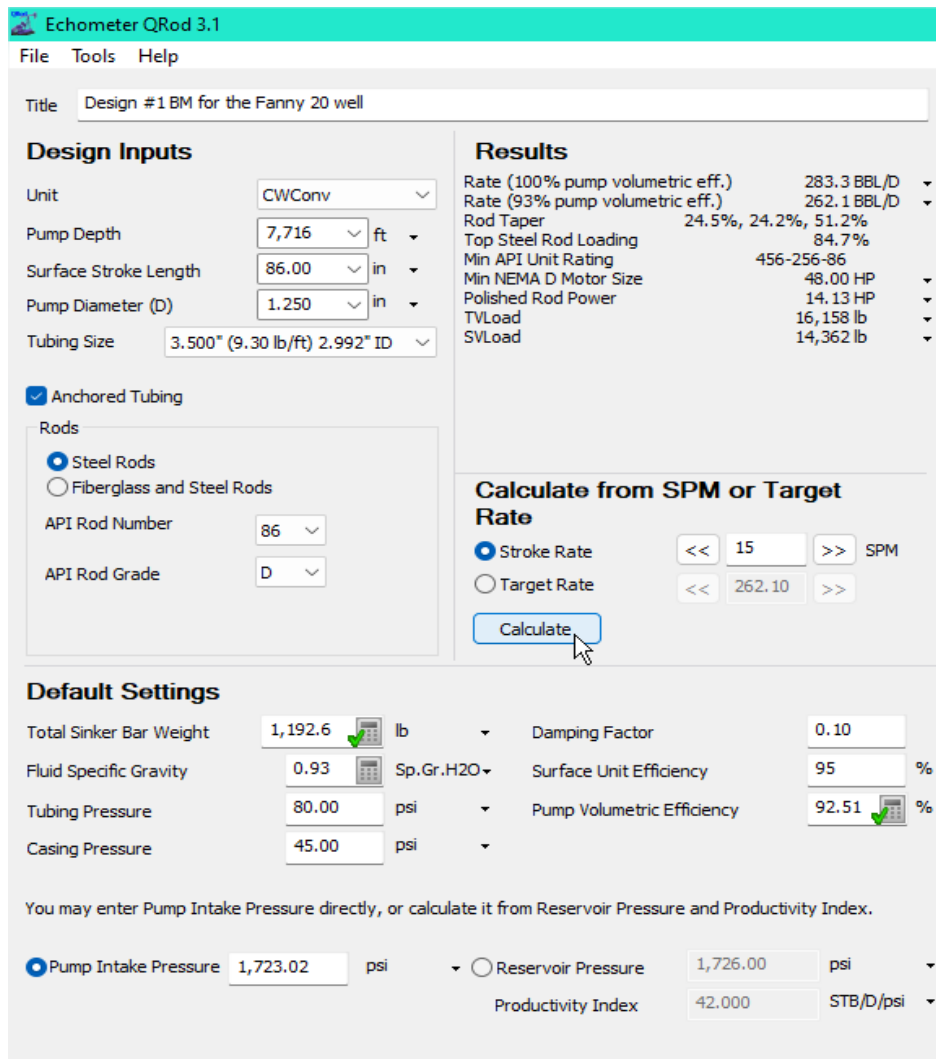 Echometer QRod 3.1
File Tools Help
Title Design #1 BM for the Fanny 20 well
Design Inputs
Unit CWConv
Pump Depth 7,716 ft
Surface Stroke Length 86.00 in
Pump Diameter (D) 1.250 in
Tubing Size 3.500" (9.30 lb/ft) 2.992" ID
Anchored Tubing
Rods
Steel Rods
Fiberglass and Steel Rods
API Rod Number 86
API Rod Grade D
Results
Rate (100% pump volumetric eff.) 283.3 BBL/D
Rate (93% pump volumetric eff.) 262.1 BBL/D
Rod Taper 24.5%, 24.2%, 51.2%
Top Steel Rod Loading 84.7%
Min API Unit Rating 456-256-86
Min NEMA D Motor Size 48.00 HP
Polished Rod Power 14.13 HP
TVLoad 16,158 lb
SVLoad 14,362 lb
Calculate from SPM or Target
Rate
Stroke Rate << 15 >> SPM
Target Rate << 262.10 >>
Calculate
Default Settings
Total Sinker Bar Weight 1,192.6 lb
Fluid Specific Gravity 0.93 Sp.Gr.H2O
Tubing Pressure 80.00 psi
Casing Pressure 45.00 psi
Damping Factor 0.10
Surface Unit Efficiency 95 %
Pump Volumetric Efficiency 92.51 %
You may enter Pump Intake Pressure directly, or calculate it from Reservoir Pressure and Productivity Index.
Pump Intake Pressure 1,723.02 psi
Reservoir Pressure 1,726.00 psi
Productivity Index 42.000 STB/D/psi